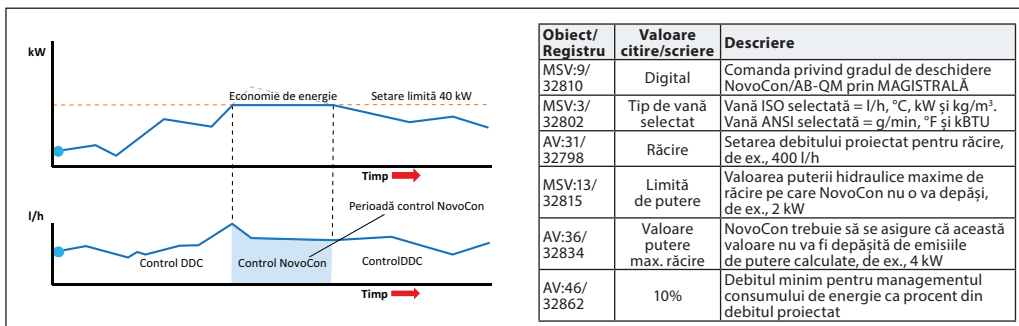 kW
Economie de energie
Setare limită 40 kW
Timp
l/h
Perioadă control NovoCon
Control DDC
Control NovoCon
ControlDDC
Timp
Obiect/
Registru
Valoare
citire/scriere
Descriere
MSV:9/
32810
Digital
Comanda privind gradul de deschidere
NovoCon/AB-QM prin MAGISTRALĂ
MSV:3/
32802
Tip de vană
selectat
Vană ISO selectată = l/h, °C, kW și kg/m³.
Vană ANSI selectată = g/min, °F și kBTU
AV:31/
32798
Răcire
Setarea debitului proiectat pentru răcire,
de ex., 400 l/h
MSV:13/
32815
Limită
de putere
Valoarea puterii hidraulice maxime de
răcire pe care NovoCon nu o va depăși,
de ex., 2 kW
AV:36/
32834
Valoare
putere
max. răcire
NovoCon trebuie să se asigure că această
valoare nu va fi depășită de emisiile
de putere calculate, de ex., 4 kW
AV:46/
32862
10%
Debitul minim pentru managementul
consumului de energie ca procent din
debitul proiectat